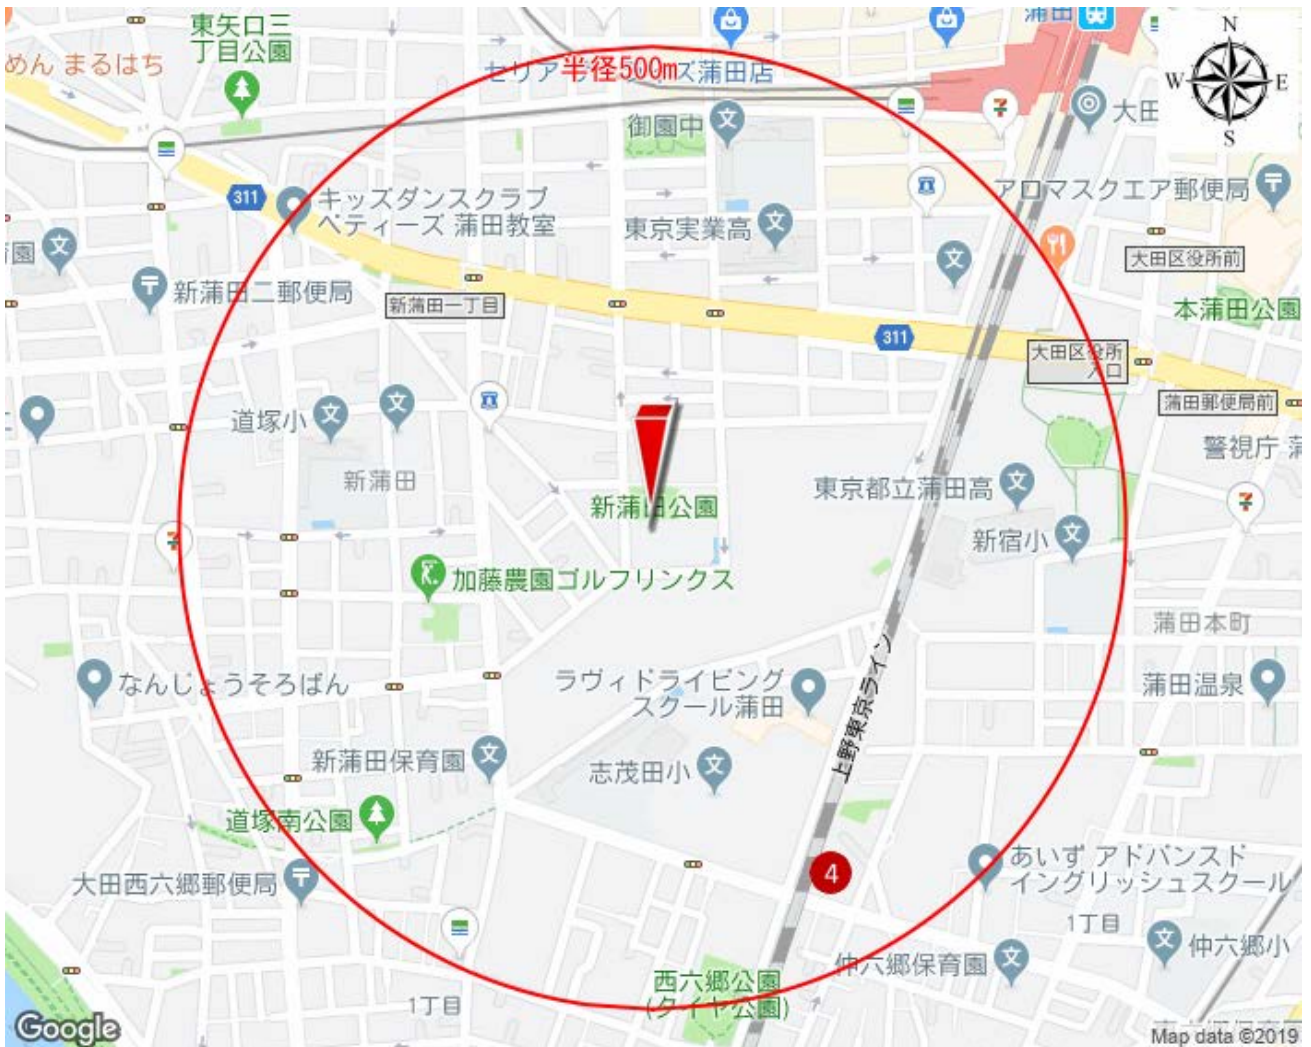 東矢口三
丁目公園
めん まるはち
蒲田
セリア
半径500m
ズ蒲田店
N
W
E
S
御園中
大田
311
キッズダンスクラブ
ペティーズ 蒲田教室
東京実業高
アロマスクエア郵便局
育園
大田区役所前
新蒲田二郵便局
新蒲田一丁目
本蒲田公園
311
大田区役所
入口
蒲田郵便局前
道塚小
警視庁 蒲
新蒲田
新蒲田公園
東京都立蒲田高
新宿小
加藤農園ゴルフリンクス
蒲田本町
なんじょうそろばん
ラヴィドライビング
スクール蒲田
蒲田温泉
上野東京ライン
新蒲田保育園
志茂田小
道塚南公園
大田西六郷郵便局
4
あいず アドバンスド
イングリッシュスクール
1丁目
仲六郷小
仲六郷保育園
西六郷公園
(タイヤ公園)
1丁目
Google
Map data ©2019